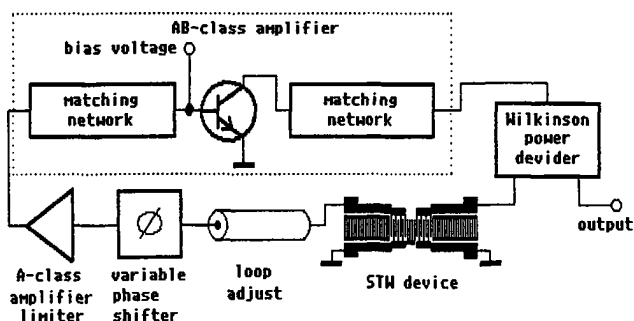 AB-class amplifier
bias voltage
Matching
network
Matching
network
Wilkinson
power
devider
output
A-class
amplifier
limiter
variable
phase
shifter
loop
adjust
STW device